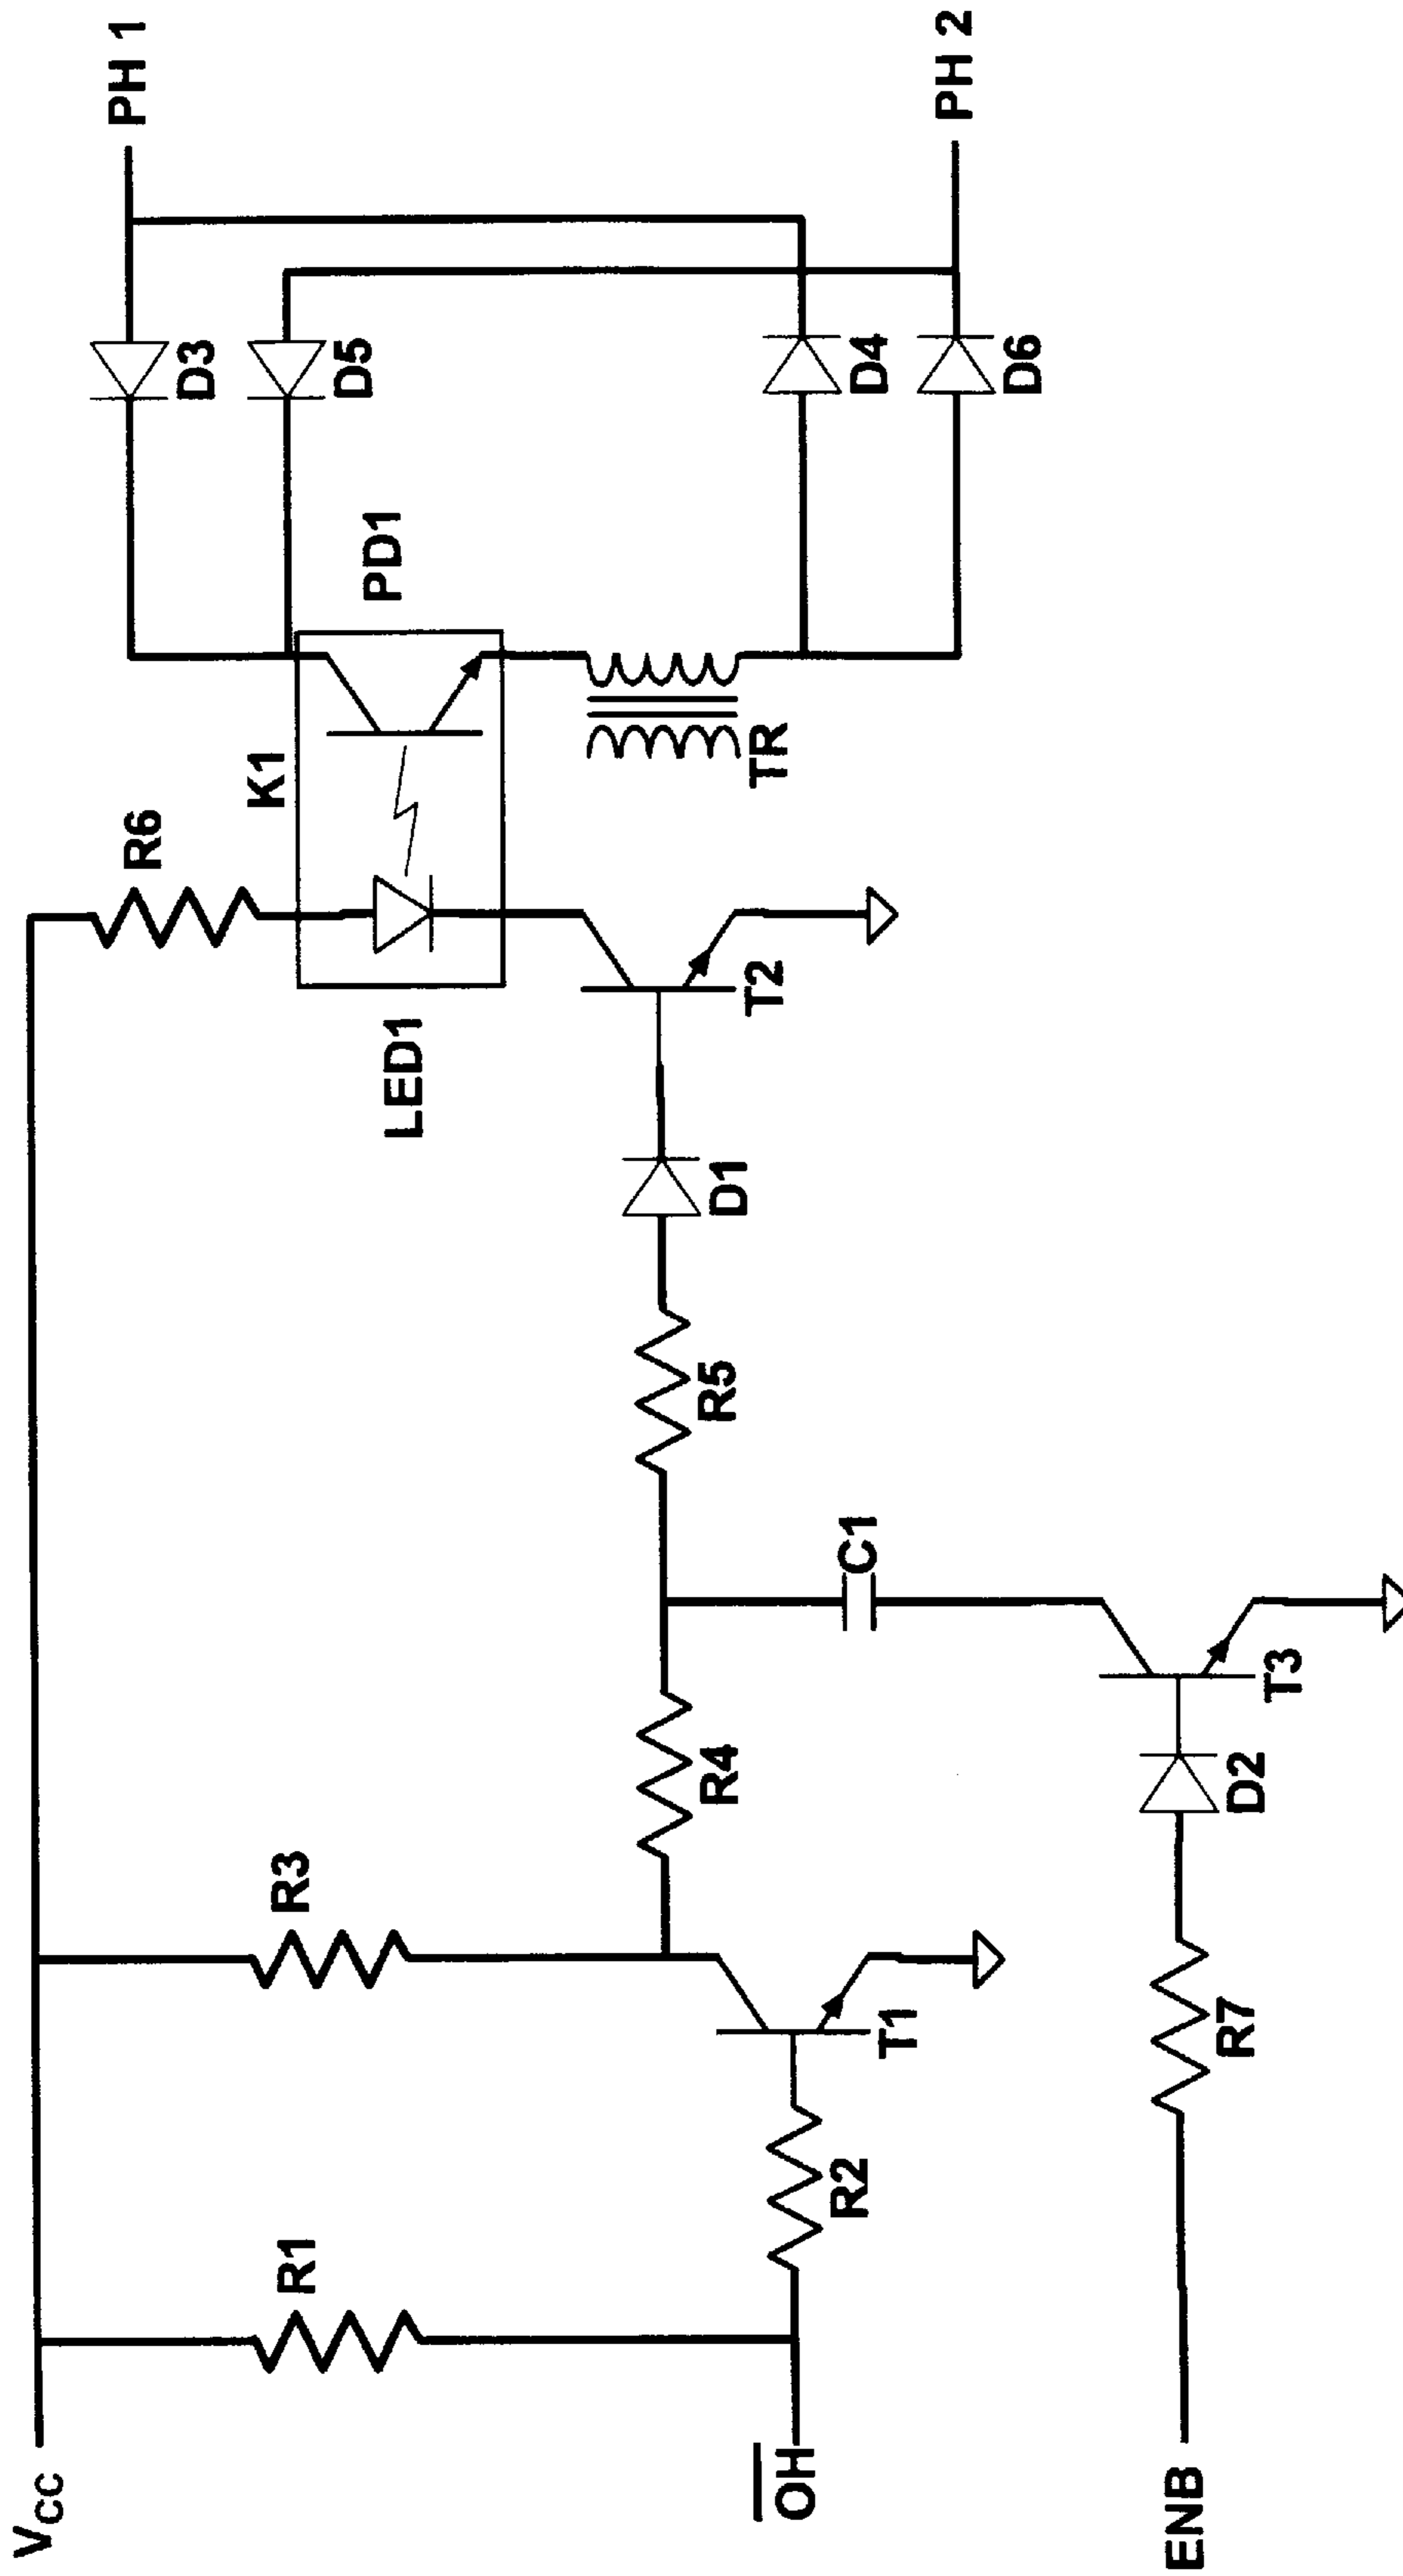 V_CC
R1
R3
R6
OH
R2
T1
R4
C1
R5
D1
T2
LED1
K1
PD1
TR
D3
D5
D4
D6
PH 1
PH 2
ENB
R7
D2
T3